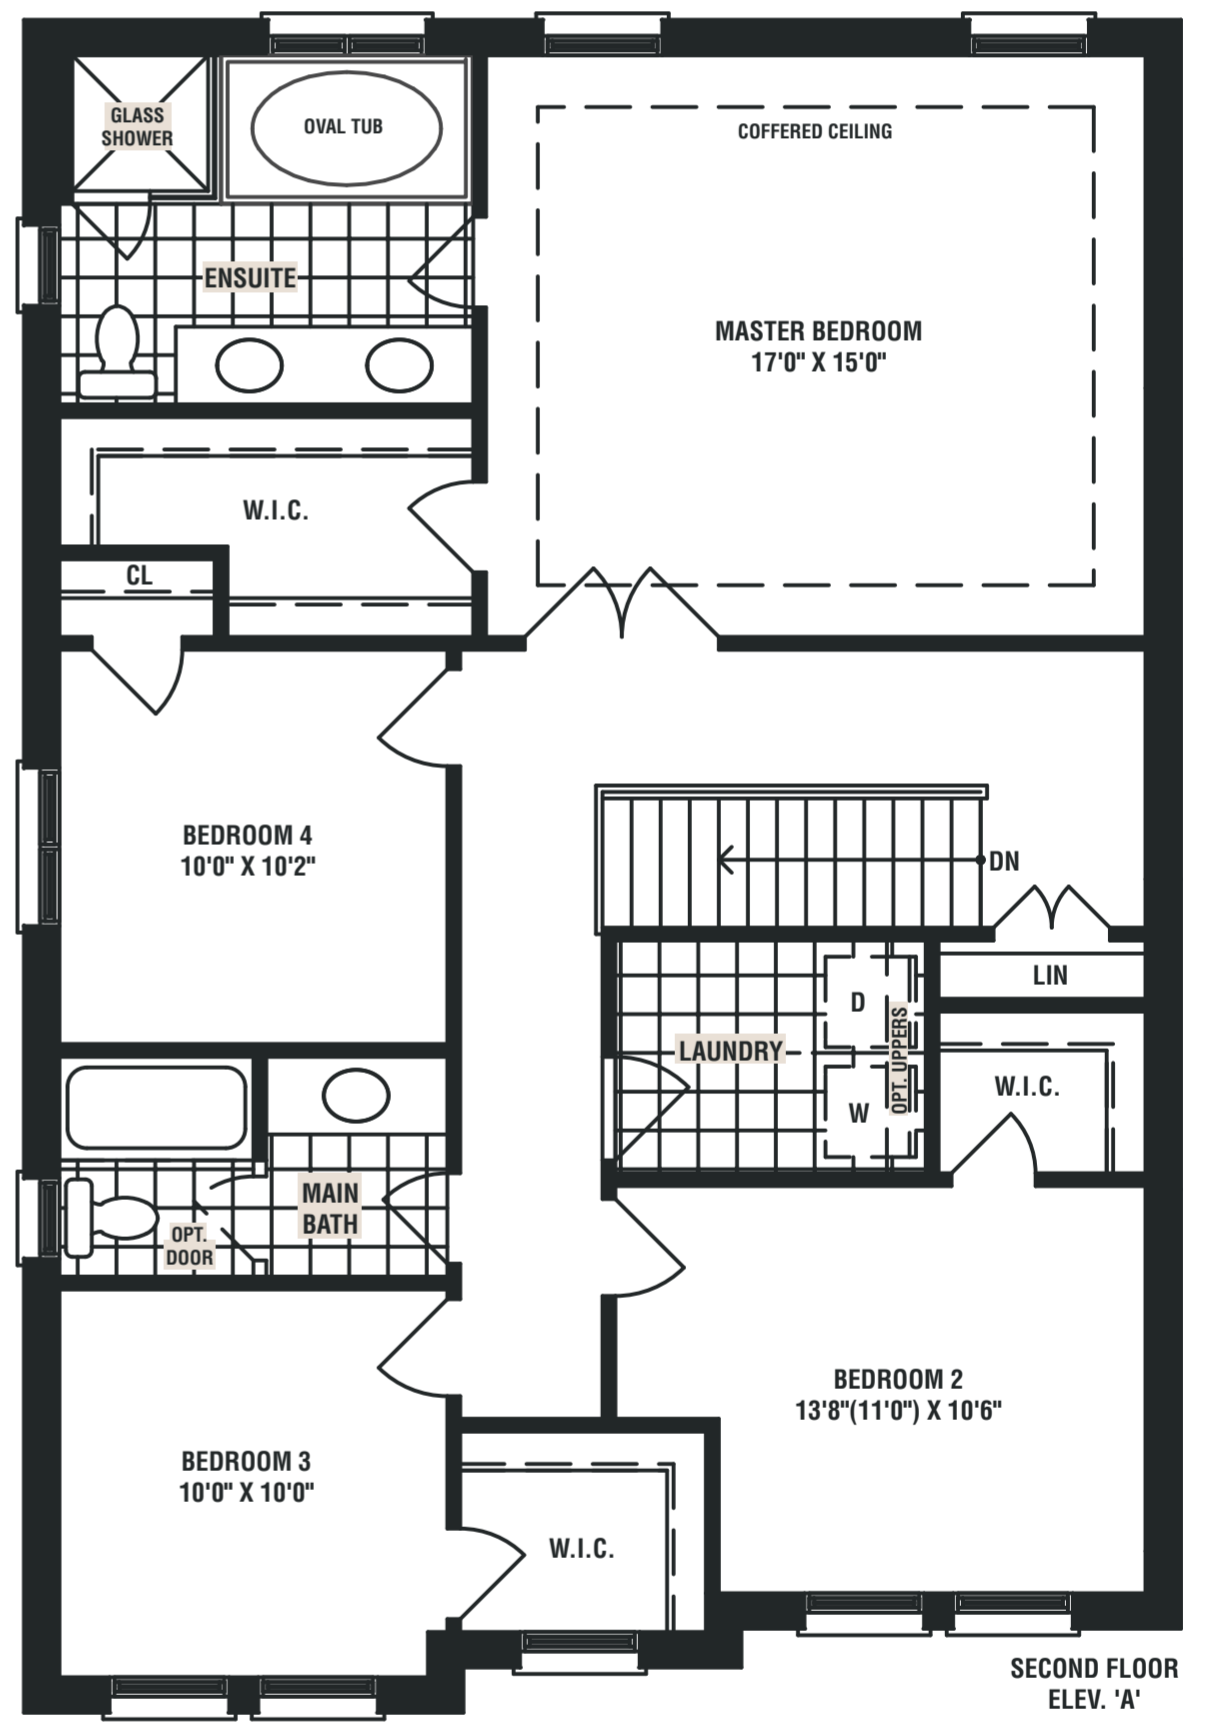 GLASS
SHOWER
OVAL TUB
COFFERED CEILING
ENSUITE
MASTER BEDROOM
17'0" X 15'0"
W.I.C.
CL
BEDROOM 4
10'0" X 10'2"
DN
LIN
LAUNDRY
D
W
OPT. UPPERS
W.I.C.
MAIN
BATH
OPT.
DOOR
BEDROOM 2
13'8"(11'0") X 10'6"
BEDROOM 3
10'0" X 10'0"
W.I.C.
SECOND FLOOR
ELEV. 'A'